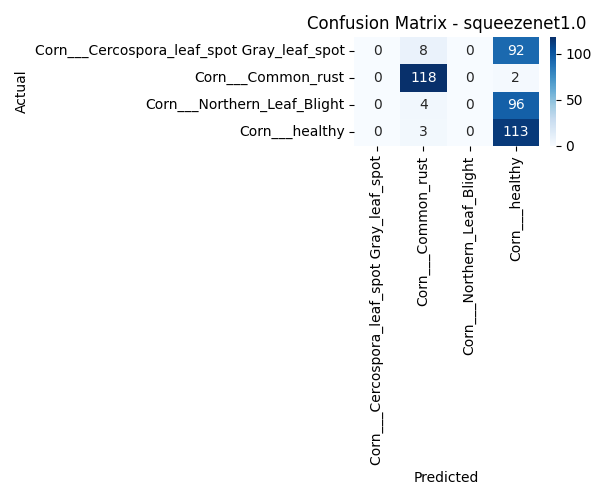 Confusion Matrix - squeezenet1.0
Actual
Corn___Cercospora_leaf_spot Gray_leaf_spot 0 8 0 92
Corn___Common_rust 0 118 0 2
Corn___Northern_Leaf_Blight 0 4 0 96
Corn___healthy 0 3 0 113
100
50
0
Corn___Cercospora_leaf_spot Gray_leaf_spot
Corn___Common_rust
Corn___Northern_Leaf_Blight
Corn___healthy
Predicted